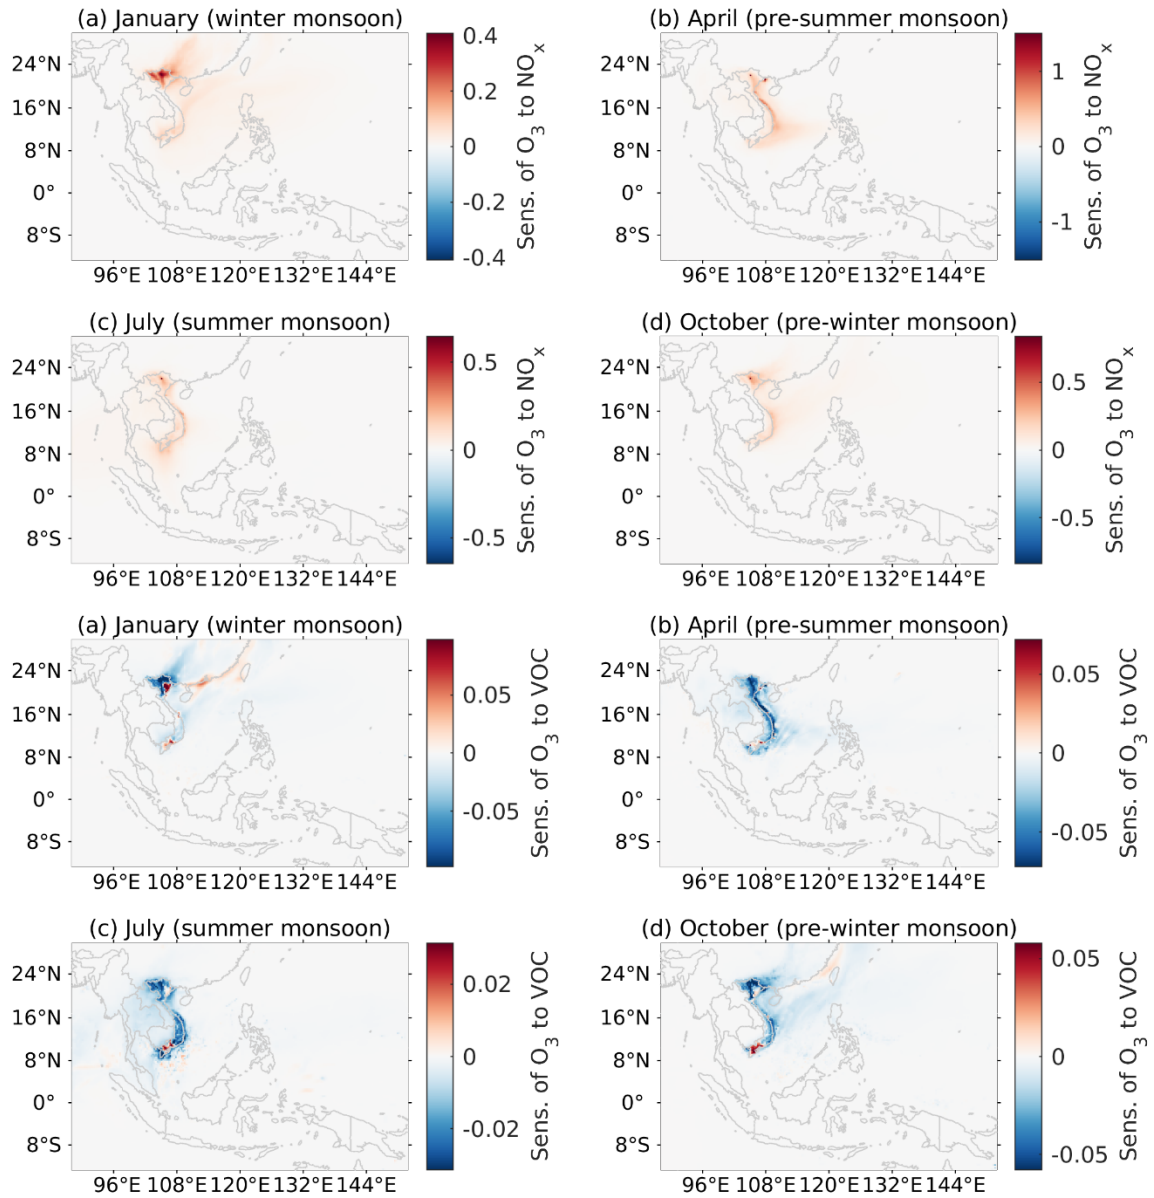 (a) January (winter monsoon)
24°N
16°N
8°N
0°
8°S
96°E 108°E 120°E 132°E 144°E
0.4
0.2
0
-0.2
-0.4
Sens. of O3 to NOx
(b) April (pre-summer monsoon)
24°N
16°N
8°N
0°
8°S
96°E 108°E 120°E 132°E 144°E
1
0
-1
Sens. of O3 to NOx
(c) July (summer monsoon)
24°N
16°N
8°N
0°
8°S
96°E 108°E 120°E 132°E 144°E
0.5
0
-0.5
Sens. of O3 to NOx
(d) October (pre-winter monsoon)
24°N
16°N
8°N
0°
8°S
96°E 108°E 120°E 132°E 144°E
0.5
0
-0.5
Sens. of O3 to NOx
(a) January (winter monsoon)
24°N
16°N
8°N
0°
8°S
96°E 108°E 120°E 132°E 144°E
0.05
0
-0.05
Sens. of O3 to VOC
(b) April (pre-summer monsoon)
24°N
16°N
8°N
0°
8°S
96°E 108°E 120°E 132°E 144°E
0.05
0
-0.05
Sens. of O3 to VOC
(c) July (summer monsoon)
24°N
16°N
8°N
0°
8°S
96°E 108°E 120°E 132°E 144°E
0.02
0
-0.02
Sens. of O3 to VOC
(d) October (pre-winter monsoon)
24°N
16°N
8°N
0°
8°S
96°E 108°E 120°E 132°E 144°E
0.05
0
-0.05
Sens. of O3 to VOC